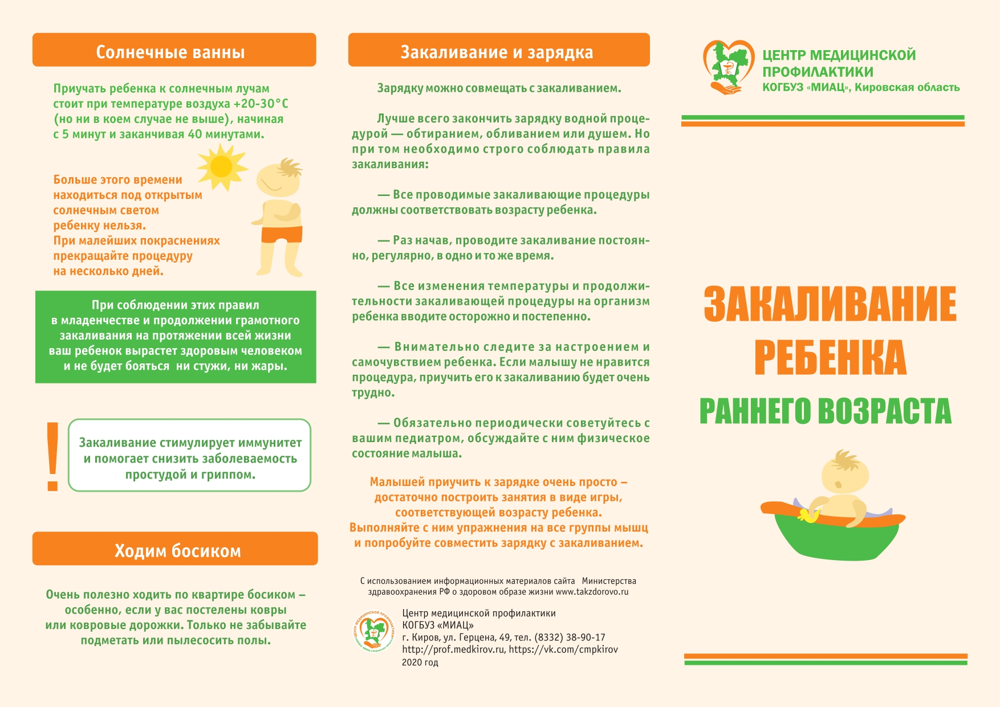 Солнечные ванны
Приучать ребенка к солнечным лучам
стоит при температуре воздуха +20-30°С
(но ни в коем случае не выше), начиная
с 5 минут и заканчивая 40 минутами.
Больше этого времени
находиться под открытым
солнечным светом
ребенку нельзя.
При малейших покраснениях
прекращайте процедуру
на несколько дней.
При соблюдении этих правил
в младенчестве и продолжении грамотного
закаливания на протяжении всей жизни
ваш ребенок вырастет здоровым человеком
и не будет бояться ни стужи, ни жары.
!
Закаливание стимулирует иммунитет
и помогает снизить заболеваемость
простудой и гриппом.
Ходим босиком
Очень полезно ходить по квартире босиком –
особенно, если у вас постелены ковры
или ковровые дорожки. Только не забывайте
подметать или пылесосить полы.
Закаливание и зарядка
Зарядку можно совмещать с закаливанием.
Лучше всего закончить зарядку водной проце-
дурой — обтиранием, обливанием или душем. Но
при том необходимо строго соблюдать правила
закаливания:
— Все проводимые закаливающие процедуры
должны соответствовать возрасту ребенка.
— Раз начав, проводите закаливание постоян-
но, регулярно, в одно и то же время.
— Все изменения температуры и продолжи-
тельности закаливающей процедуры на организм
ребенка вводите осторожно и постепенно.
— Внимательно следите за настроением и
самочувствием ребенка. Если малышу не нравится
процедура, приучить его к закаливанию будет очень
трудно.
— Обязательно периодически советуйтесь с
вашим педиатром, обсуждайте с ним физическое
состояние малыша.
Малышей приучить к зарядке очень просто –
достаточно построить занятия в виде игры,
соответствующей возрасту ребенка.
Выполняйте с ним упражнения на все группы мышц
и попробуйте совместить зарядку с закаливанием.
С использованием информационных материалов сайта Министерства
здравоохранения РФ о здоровом образе жизни www.takzdorovo.ru
ЦЕНТР МЕДИЦИНСКОЙ ПРОФИЛАКТИКИ
Центр медицинской профилактики
КОГБУЗ «МИАЦ»
г. Киров, ул. Герцена, 49, тел. (8332) 38-90-17
http://prof.medkirov.ru, https://vk.com/cmpkirov
2020 год
ЦЕНТР МЕДИЦИНСКОЙ
ПРОФИЛАКТИКИ
КОГБУЗ «МИАЦ», Кировская область
ЗАКАЛИВАНИЕ
РЕБЕНКА
РАННЕГО ВОЗРАСТА